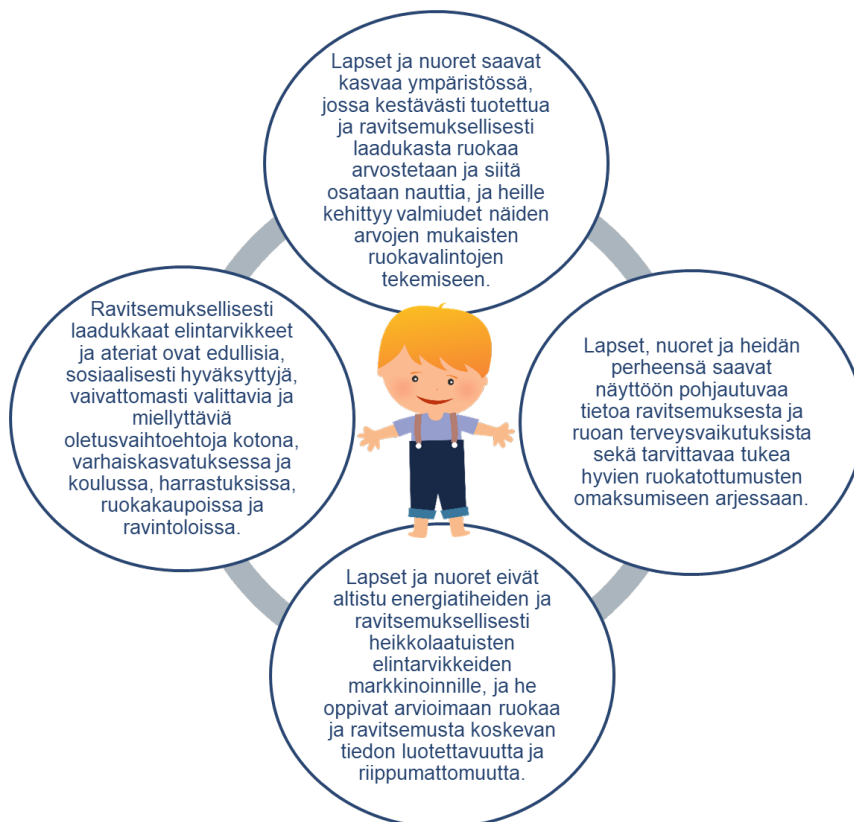 Lapset ja nuoret saavat
kasvaa ympäristössä,
jossa kestävästi tuotettua
ja ravitsemuksellisesti
laadukasta ruokaa
arvostetaan ja siitä
osataan nauttia, ja heille
kehittyy valmiudet näiden
arvojen mukaisten
ruokavalintojen
tekemiseen.
Lapset, nuoret ja heidän
perheensä saavat
näyttöön pohjautuvaa
tietoa ravitsemuksesta ja
ruoan terveysvaikutuksista
sekä tarvittavaa tukea
hyvien ruokatottumusten
omaksumiseen arjessaan.
Lapset ja nuoret eivät
altistu energiatiheiden ja
ravitsemuksellisesti
heikkolaatuisten
elintarvikkeiden
markkinoinnille, ja he
oppivat arvioimaan ruokaa
ja ravitsemusta koskevan
tiedon luotettavuutta ja
riippumattomuutta.
Ravitsemuksellisesti
laadukkaat elintarvikkeet
ja ateriat ovat edullisia,
sosiaalisesti hyväksyttyjä,
vaivattomasti valittavia ja
miellyttäviä
oletusvaihtoehtoja kotona,
varhaiskasvatuksessa ja
koulussa, harrastuksissa,
ruokakaupoissa ja
ravintoloissa.